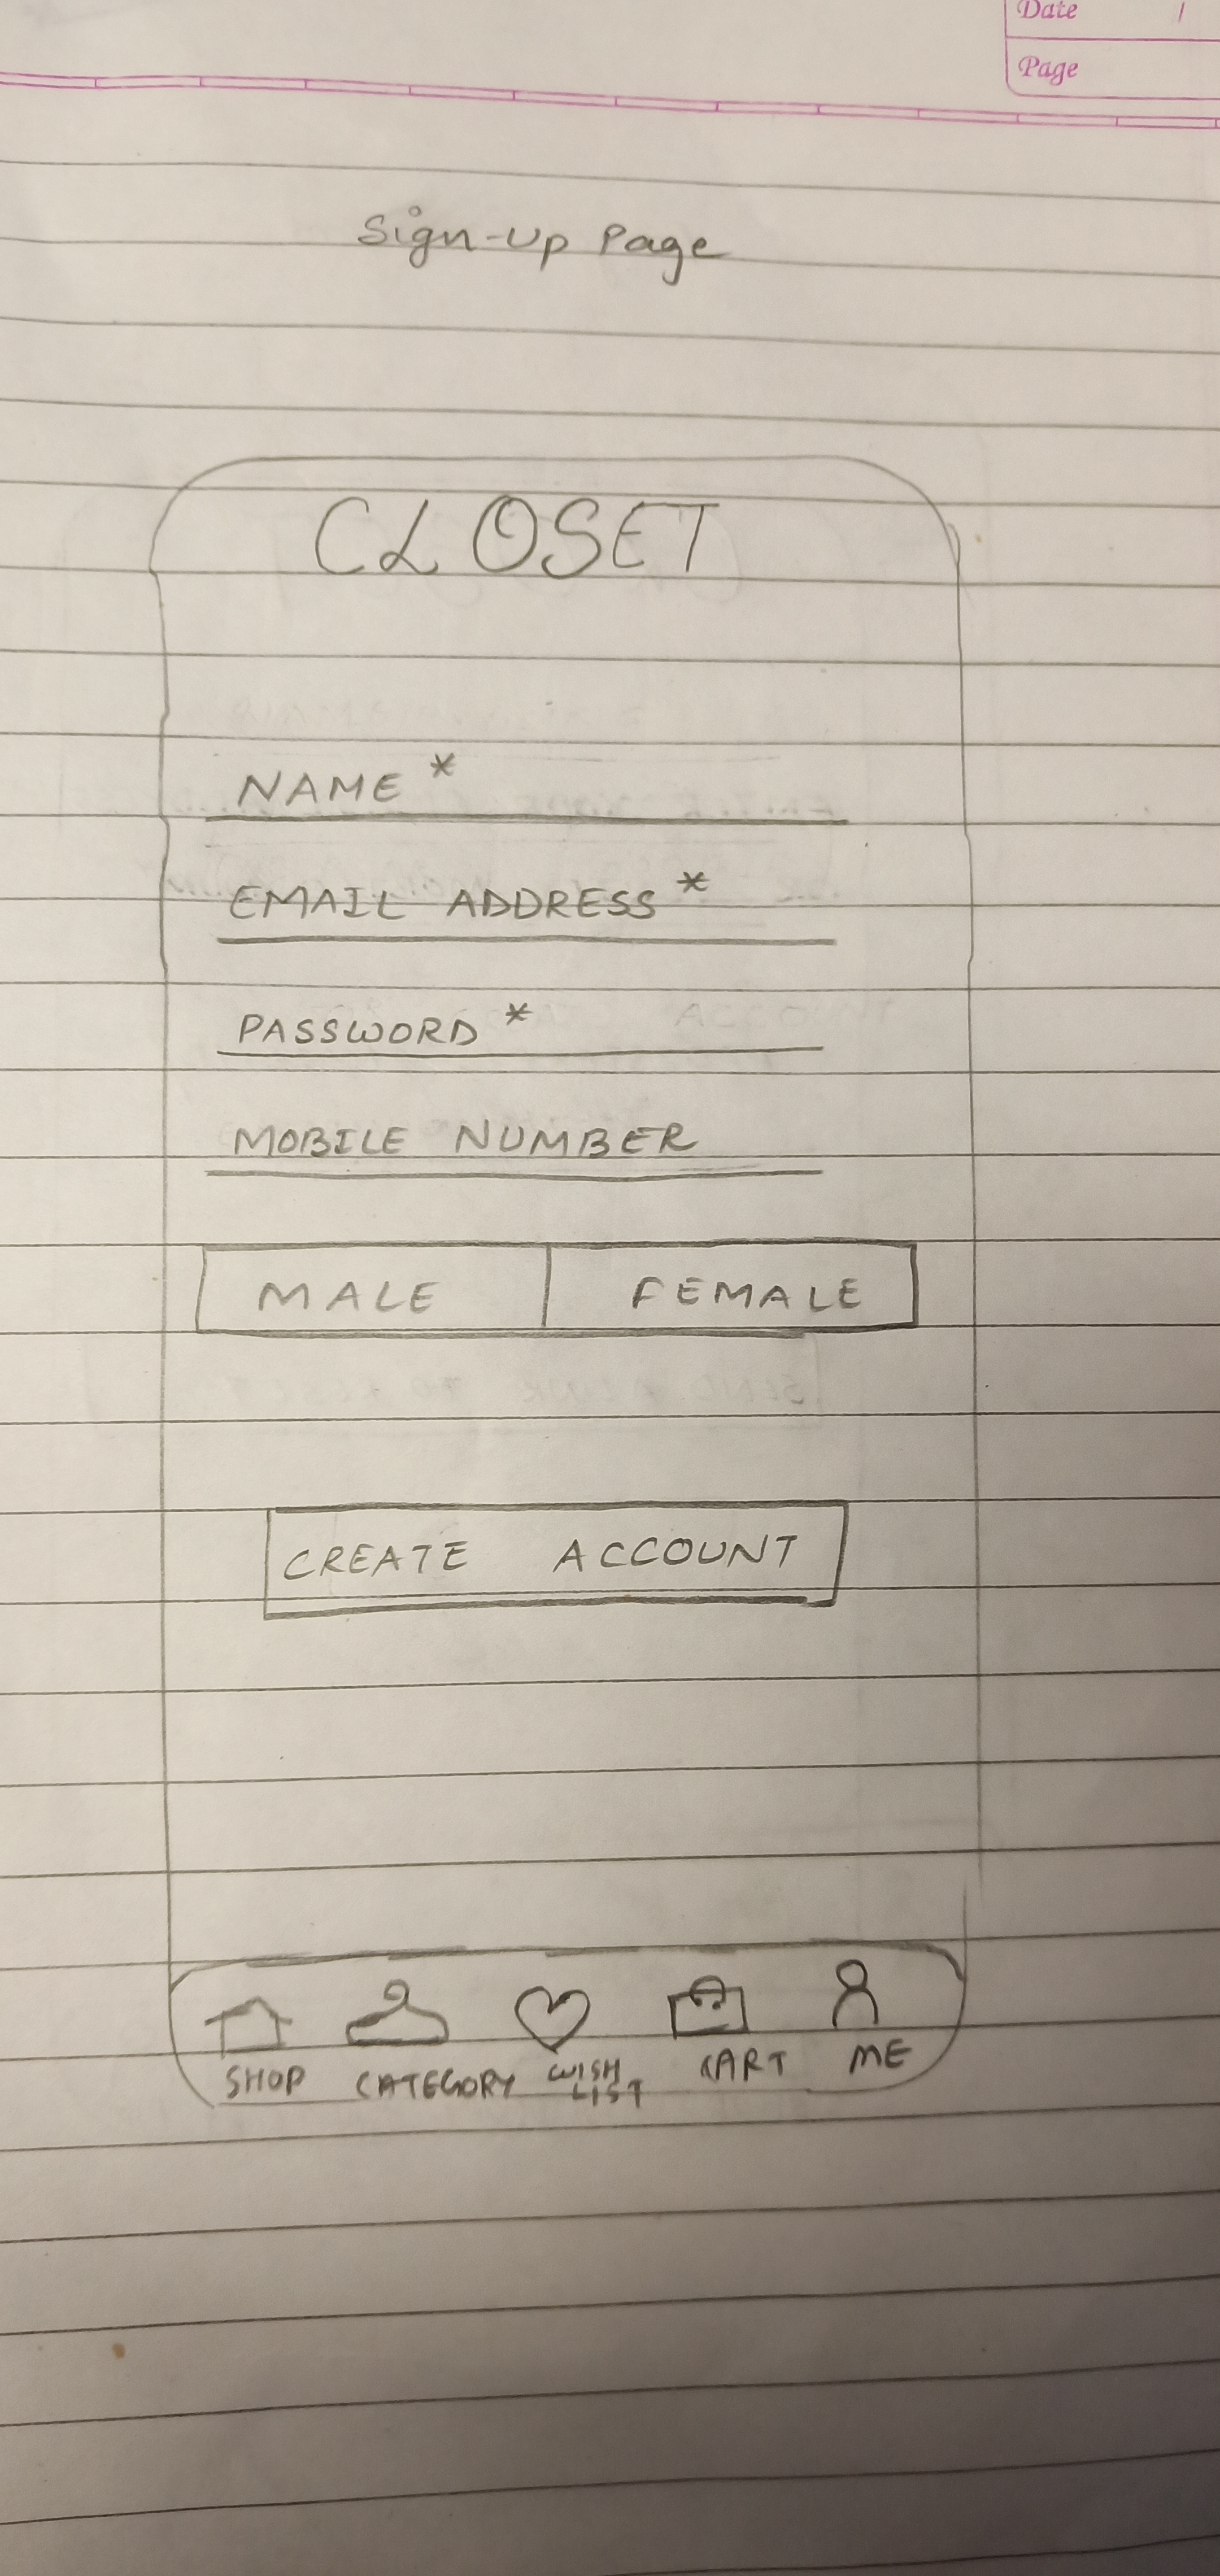 Date /
Page
Sign-Up Page
CLOSET
NAME *
EMAIL ADDRESS *
PASSWORD *
MOBILE NUMBER
MALE FEMALE
CREATE ACCOUNT
SHOP CATEGORY WISH LIST CART ME